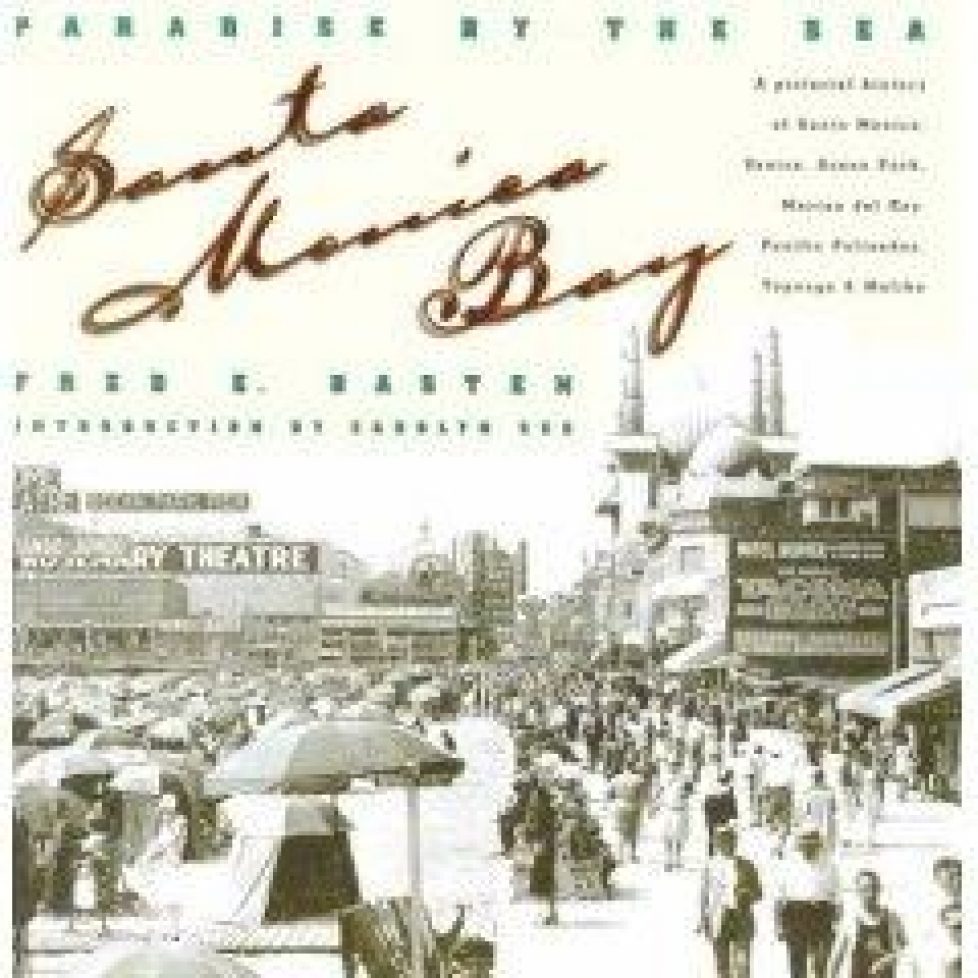 PARADISE BY THE SEA
Santa
Monica
Bay
A pictorial history
of Santa Monica,
Venice, Ocean Park,
Marina del Rey,
Pacific Palisades,
Topanga & Malibu
FRED E. BASTEN
INTRODUCTION BY CAROLYN SEE
ROSEMARY THEATRE